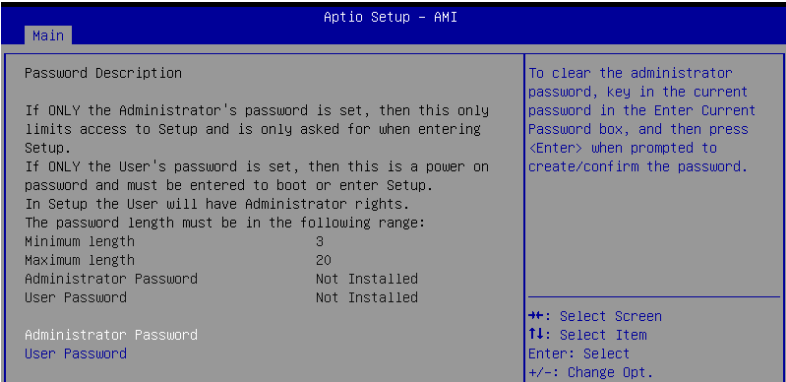 Aptio Setup – AMI
Main
Password Description
If ONLY the Administrator's password is set, then this only
limits access to Setup and is only asked for when entering
Setup.
If ONLY the User's password is set, then this is a power on
password and must be entered to boot or enter Setup.
In Setup the User will have Administrator rights.
The password length must be in the following range:
Minimum length 3
Maximum length 20
Administrator Password Not Installed
User Password Not Installed
Administrator Password
User Password
To clear the administrator
password, key in the current
password in the Enter Current
Password box, and then press
<Enter> when prompted to
create/confirm the password.
→←: Select Screen
↑↓: Select Item
Enter: Select
+/-: Change Opt.